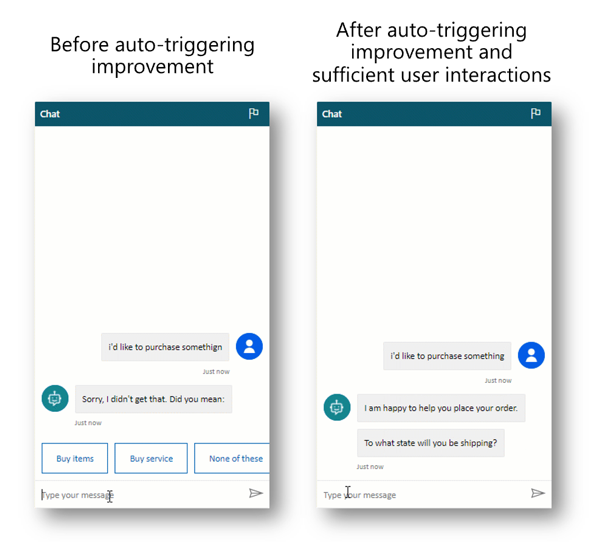 Before auto-triggering
improvement
Chat
i'd like to purchase somethign
Just now
Sorry, I didn't get that. Did you mean:
Just now
Buy items
Buy service
None of these
Type your message
After auto-triggering
improvement and
sufficient user interactions
Chat
i'd like to purchase something
Just now
I am happy to help you place your order.
To what state will you be shipping?
Just now
Type your message